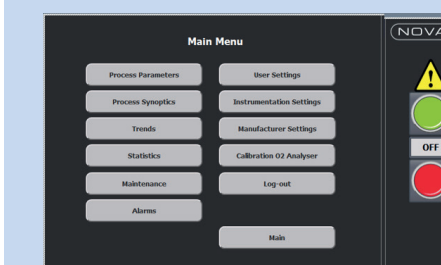 Main Menu
NOVA
Process Parameters
User Settings
Process Synoptics
Instrumentation Settings
Trends
Manufacturer Settings
Statistics
Calibration O2 Analyser
Maintenance
Log-out
Alarms
Main
OFF